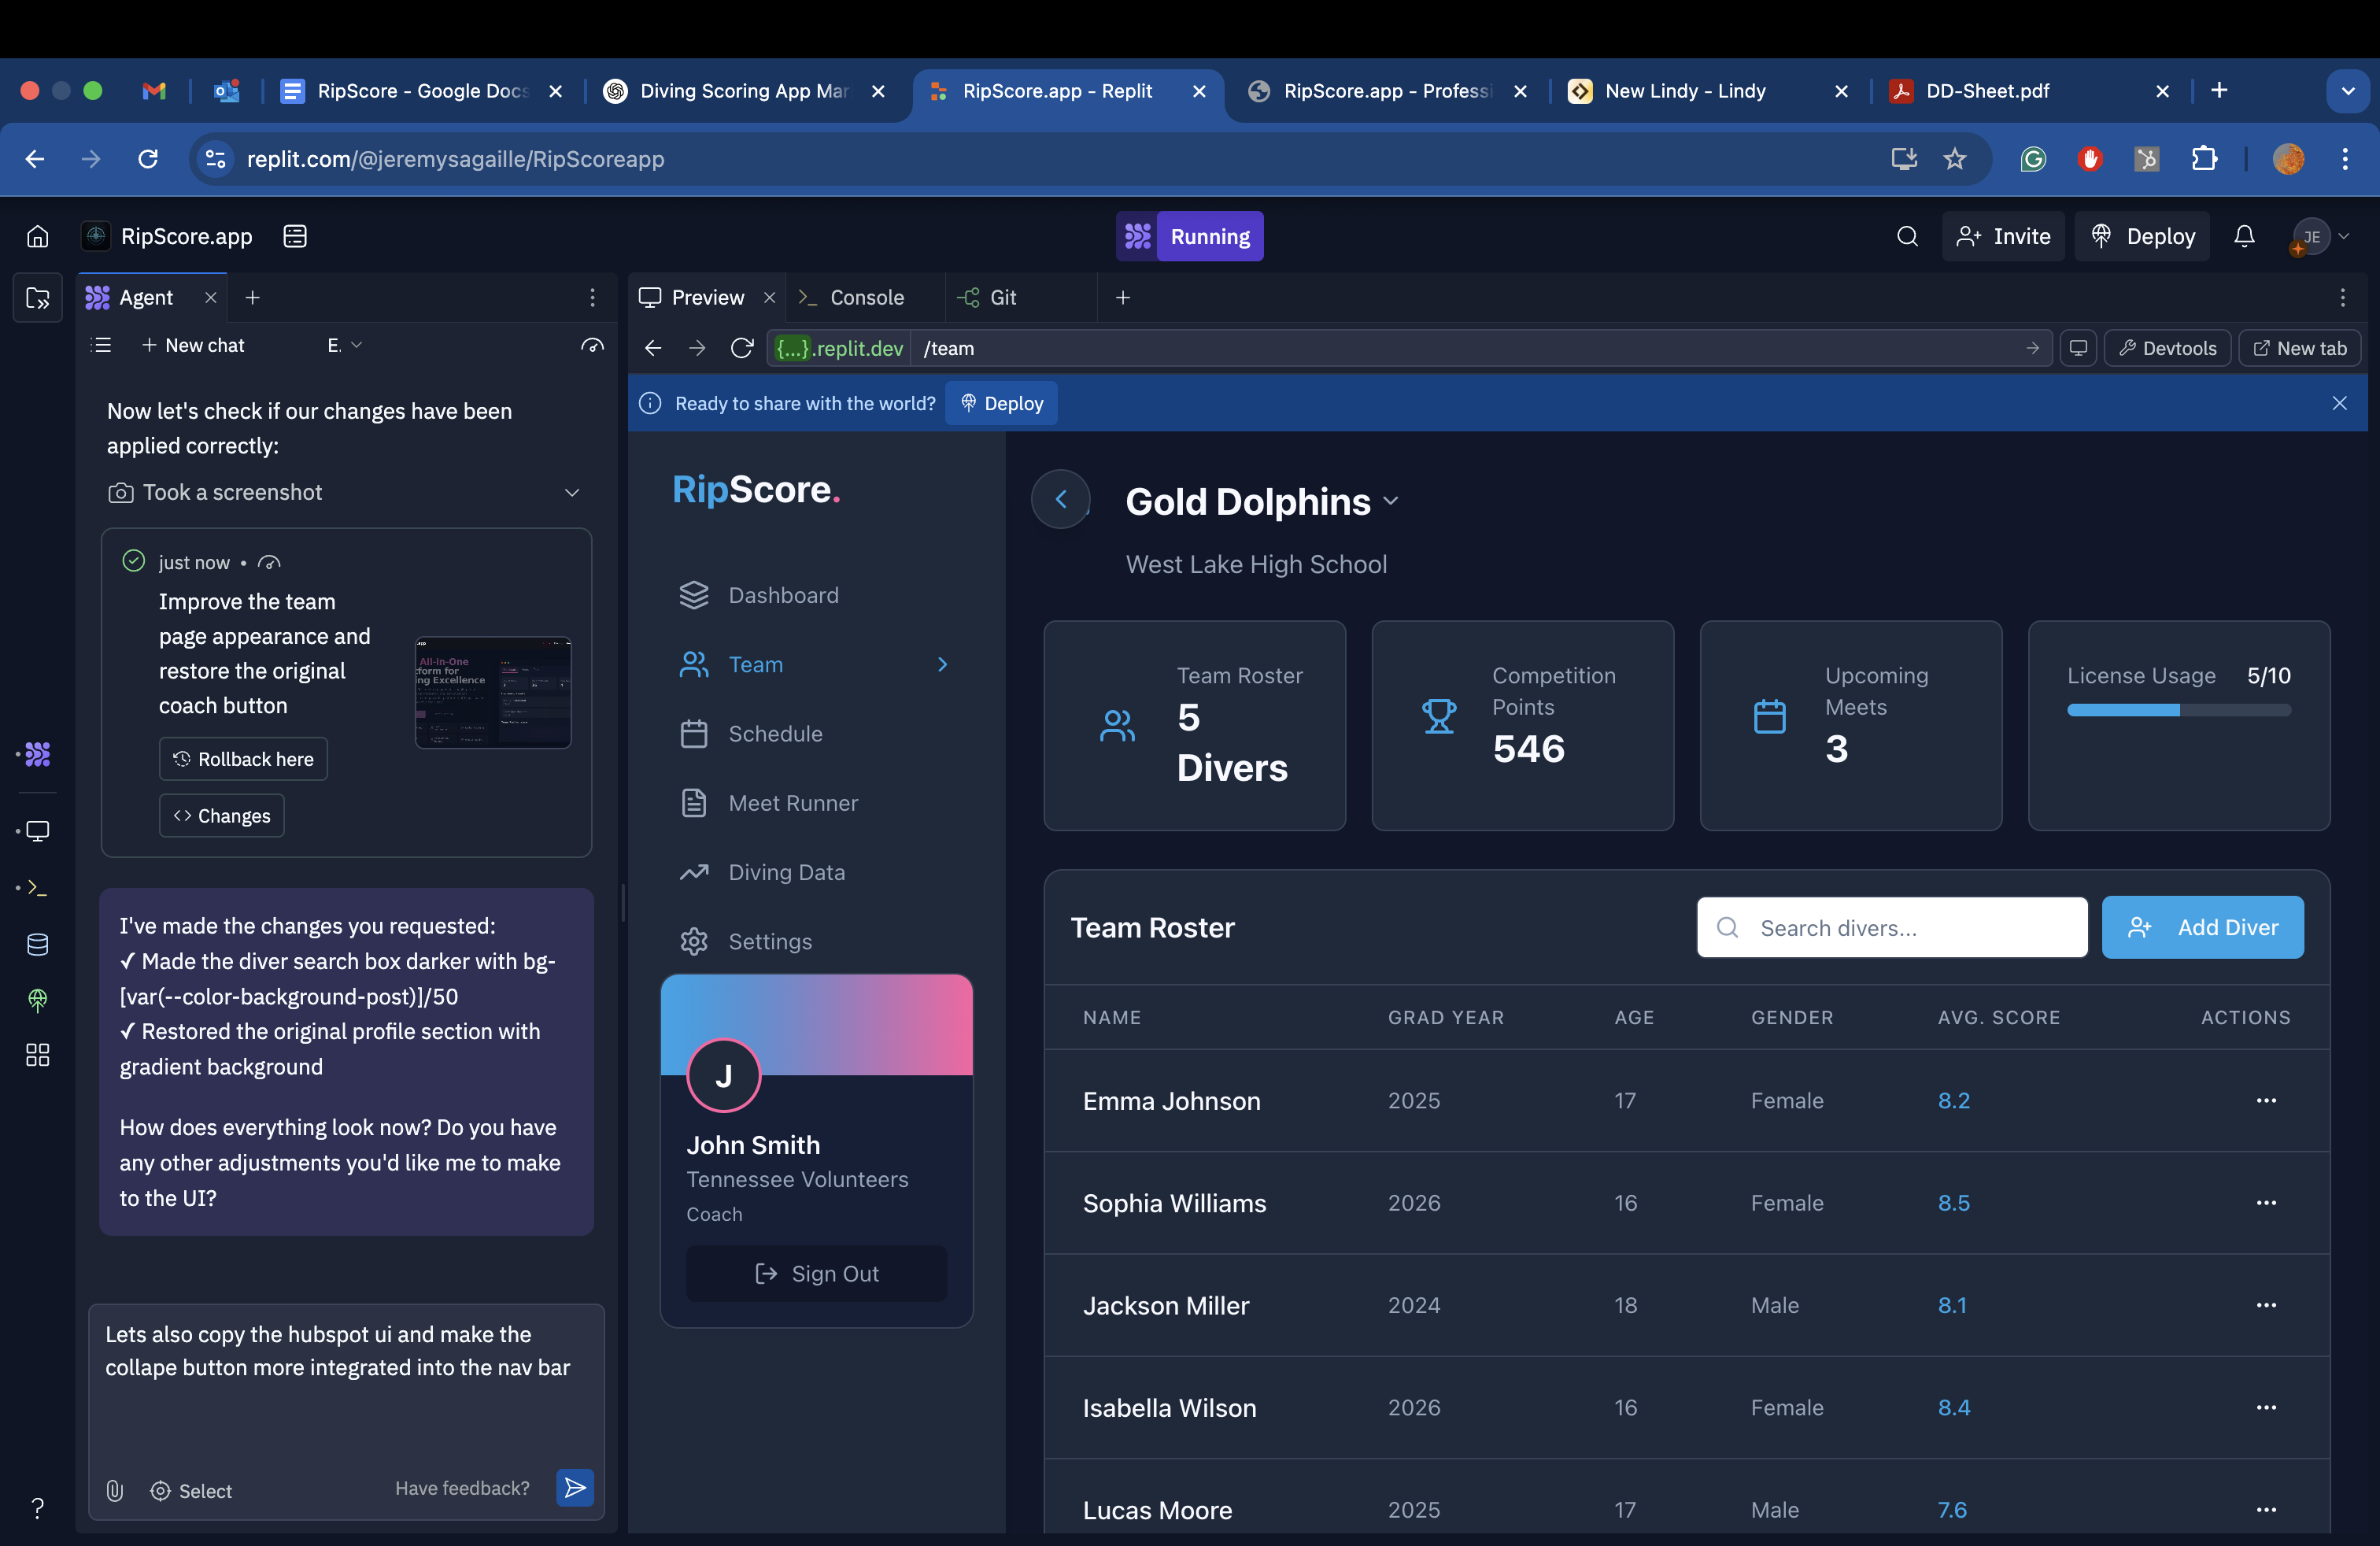 RipScore - Google Docs
Diving Scoring App Mar
RipScore.app - Replit
RipScore.app - Professi
New Lindy - Lindy
DD-Sheet.pdf
replit.com/@jeremysagaille/RipScoreapp
RipScore.app
Running
Invite
Deploy
JE
Agent
Preview
Console
Git
New chat
E.
{...}.replit.dev
/team
Devtools
New tab
Ready to share with the world?
Deploy
Now let's check if our changes have been
applied correctly:
Took a screenshot
just now •
Improve the team
page appearance and
restore the original
coach button
All-in-One
form for
ng Excellence
Rollback here
Changes
I've made the changes you requested:
✓ Made the diver search box darker with bg-
[var(--color-background-post)]/50
✓ Restored the original profile section with
gradient background
How does everything look now? Do you have
any other adjustments you'd like me to make
to the UI?
Lets also copy the hubspot ui and make the
collape button more integrated into the nav bar
Select
Have feedback?
?
RipScore.
Dashboard
Team
Schedule
Meet Runner
Diving Data
Settings
J
John Smith
Tennessee Volunteers
Coach
Sign Out
Gold Dolphins
West Lake High School
Team Roster
5
Divers
Competition
Points
546
Upcoming
Meets
3
License Usage 5/10
Team Roster
Search divers...
Add Diver
NAME GRAD YEAR AGE GENDER AVG. SCORE ACTIONS
Emma Johnson 2025 17 Female 8.2 ...
Sophia Williams 2026 16 Female 8.5 ...
Jackson Miller 2024 18 Male 8.1 ...
Isabella Wilson 2026 16 Female 8.4 ...
Lucas Moore 2025 17 Male 7.6 ...